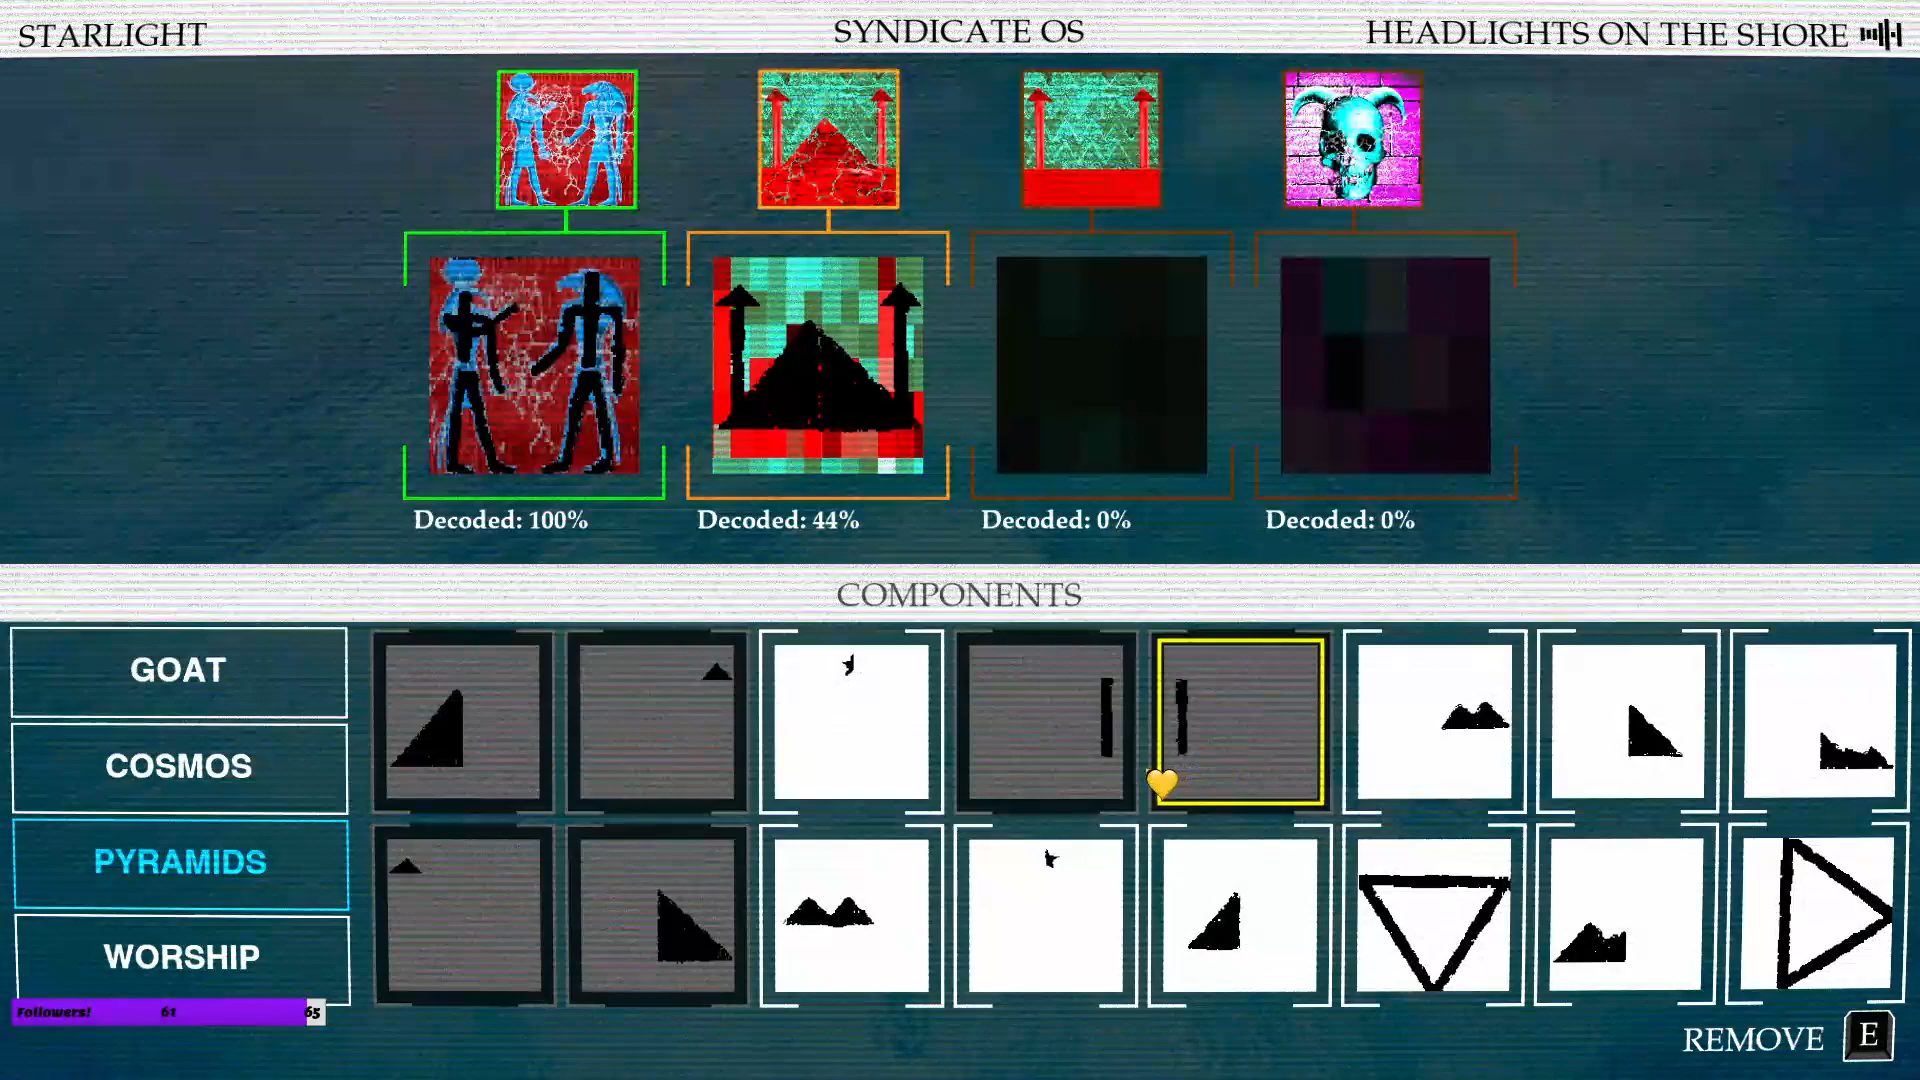 STARLIGHT
SYNDICATE OS
HEADLIGHTS ON THE SHORE
Decoded: 100%
Decoded: 44%
Decoded: 0%
Decoded: 0%
COMPONENTS
GOAT
COSMOS
PYRAMIDS
WORSHIP
Followers! 61 65
REMOVE E